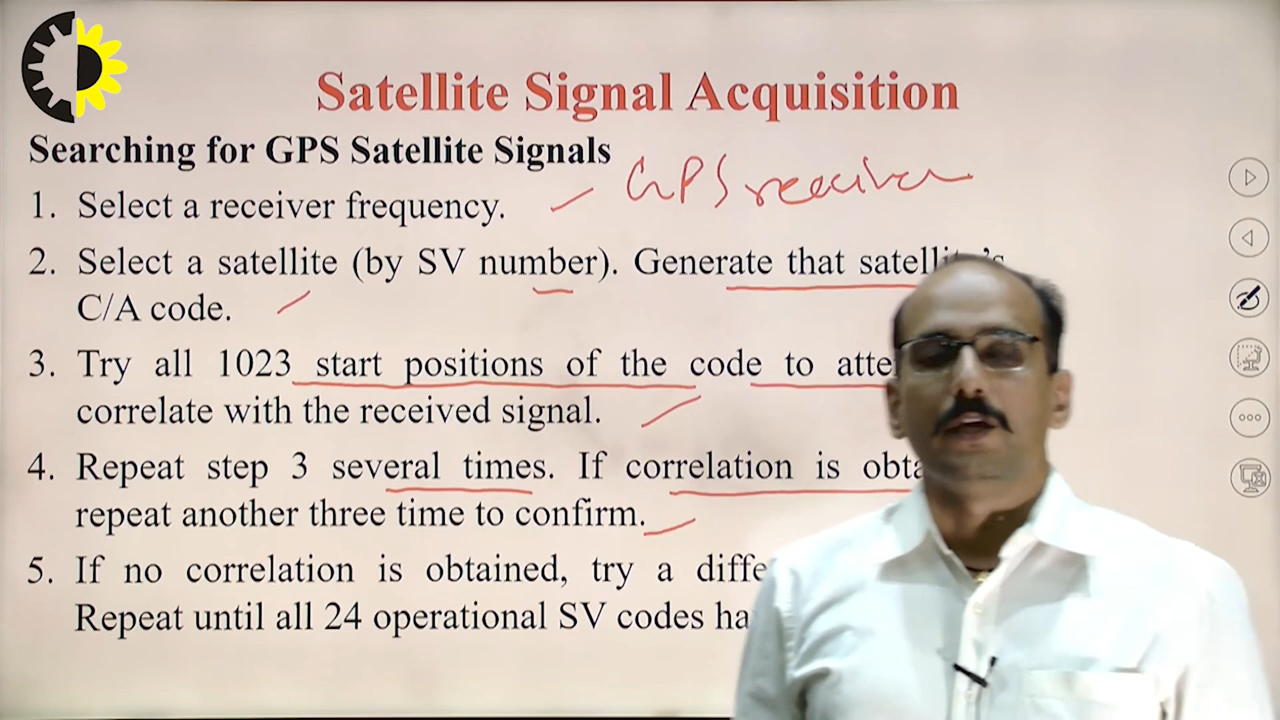 Satellite Signal Acquisition
Searching for GPS Satellite Signals
GPS receiver
1. Select a receiver frequency.
2. Select a satellite (by SV number). Generate that satellite's
C/A code.
3. Try all 1023 start positions of the code to
correlate with the received signal.
4. Repeat step 3 several times. If correlation is
repeat another three time to confirm.
5. If no correlation is obtained, try a
Repeat until all 24 operational SV codes